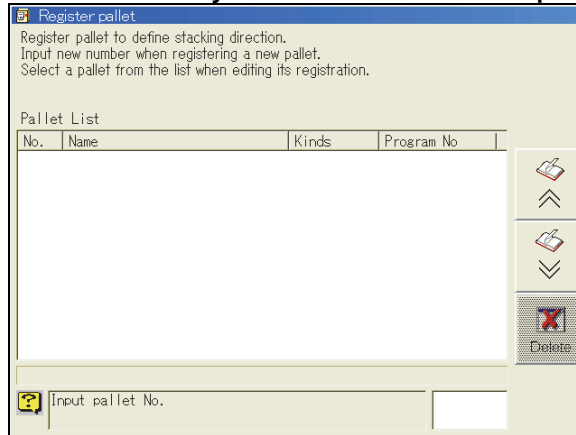 Register pallet
Register pallet to define stacking direction.
Input new number when registering a new pallet.
Select a pallet from the list when editing its registration.
Pallet List
No. Name Kinds Program No
Delete
Input pallet No.